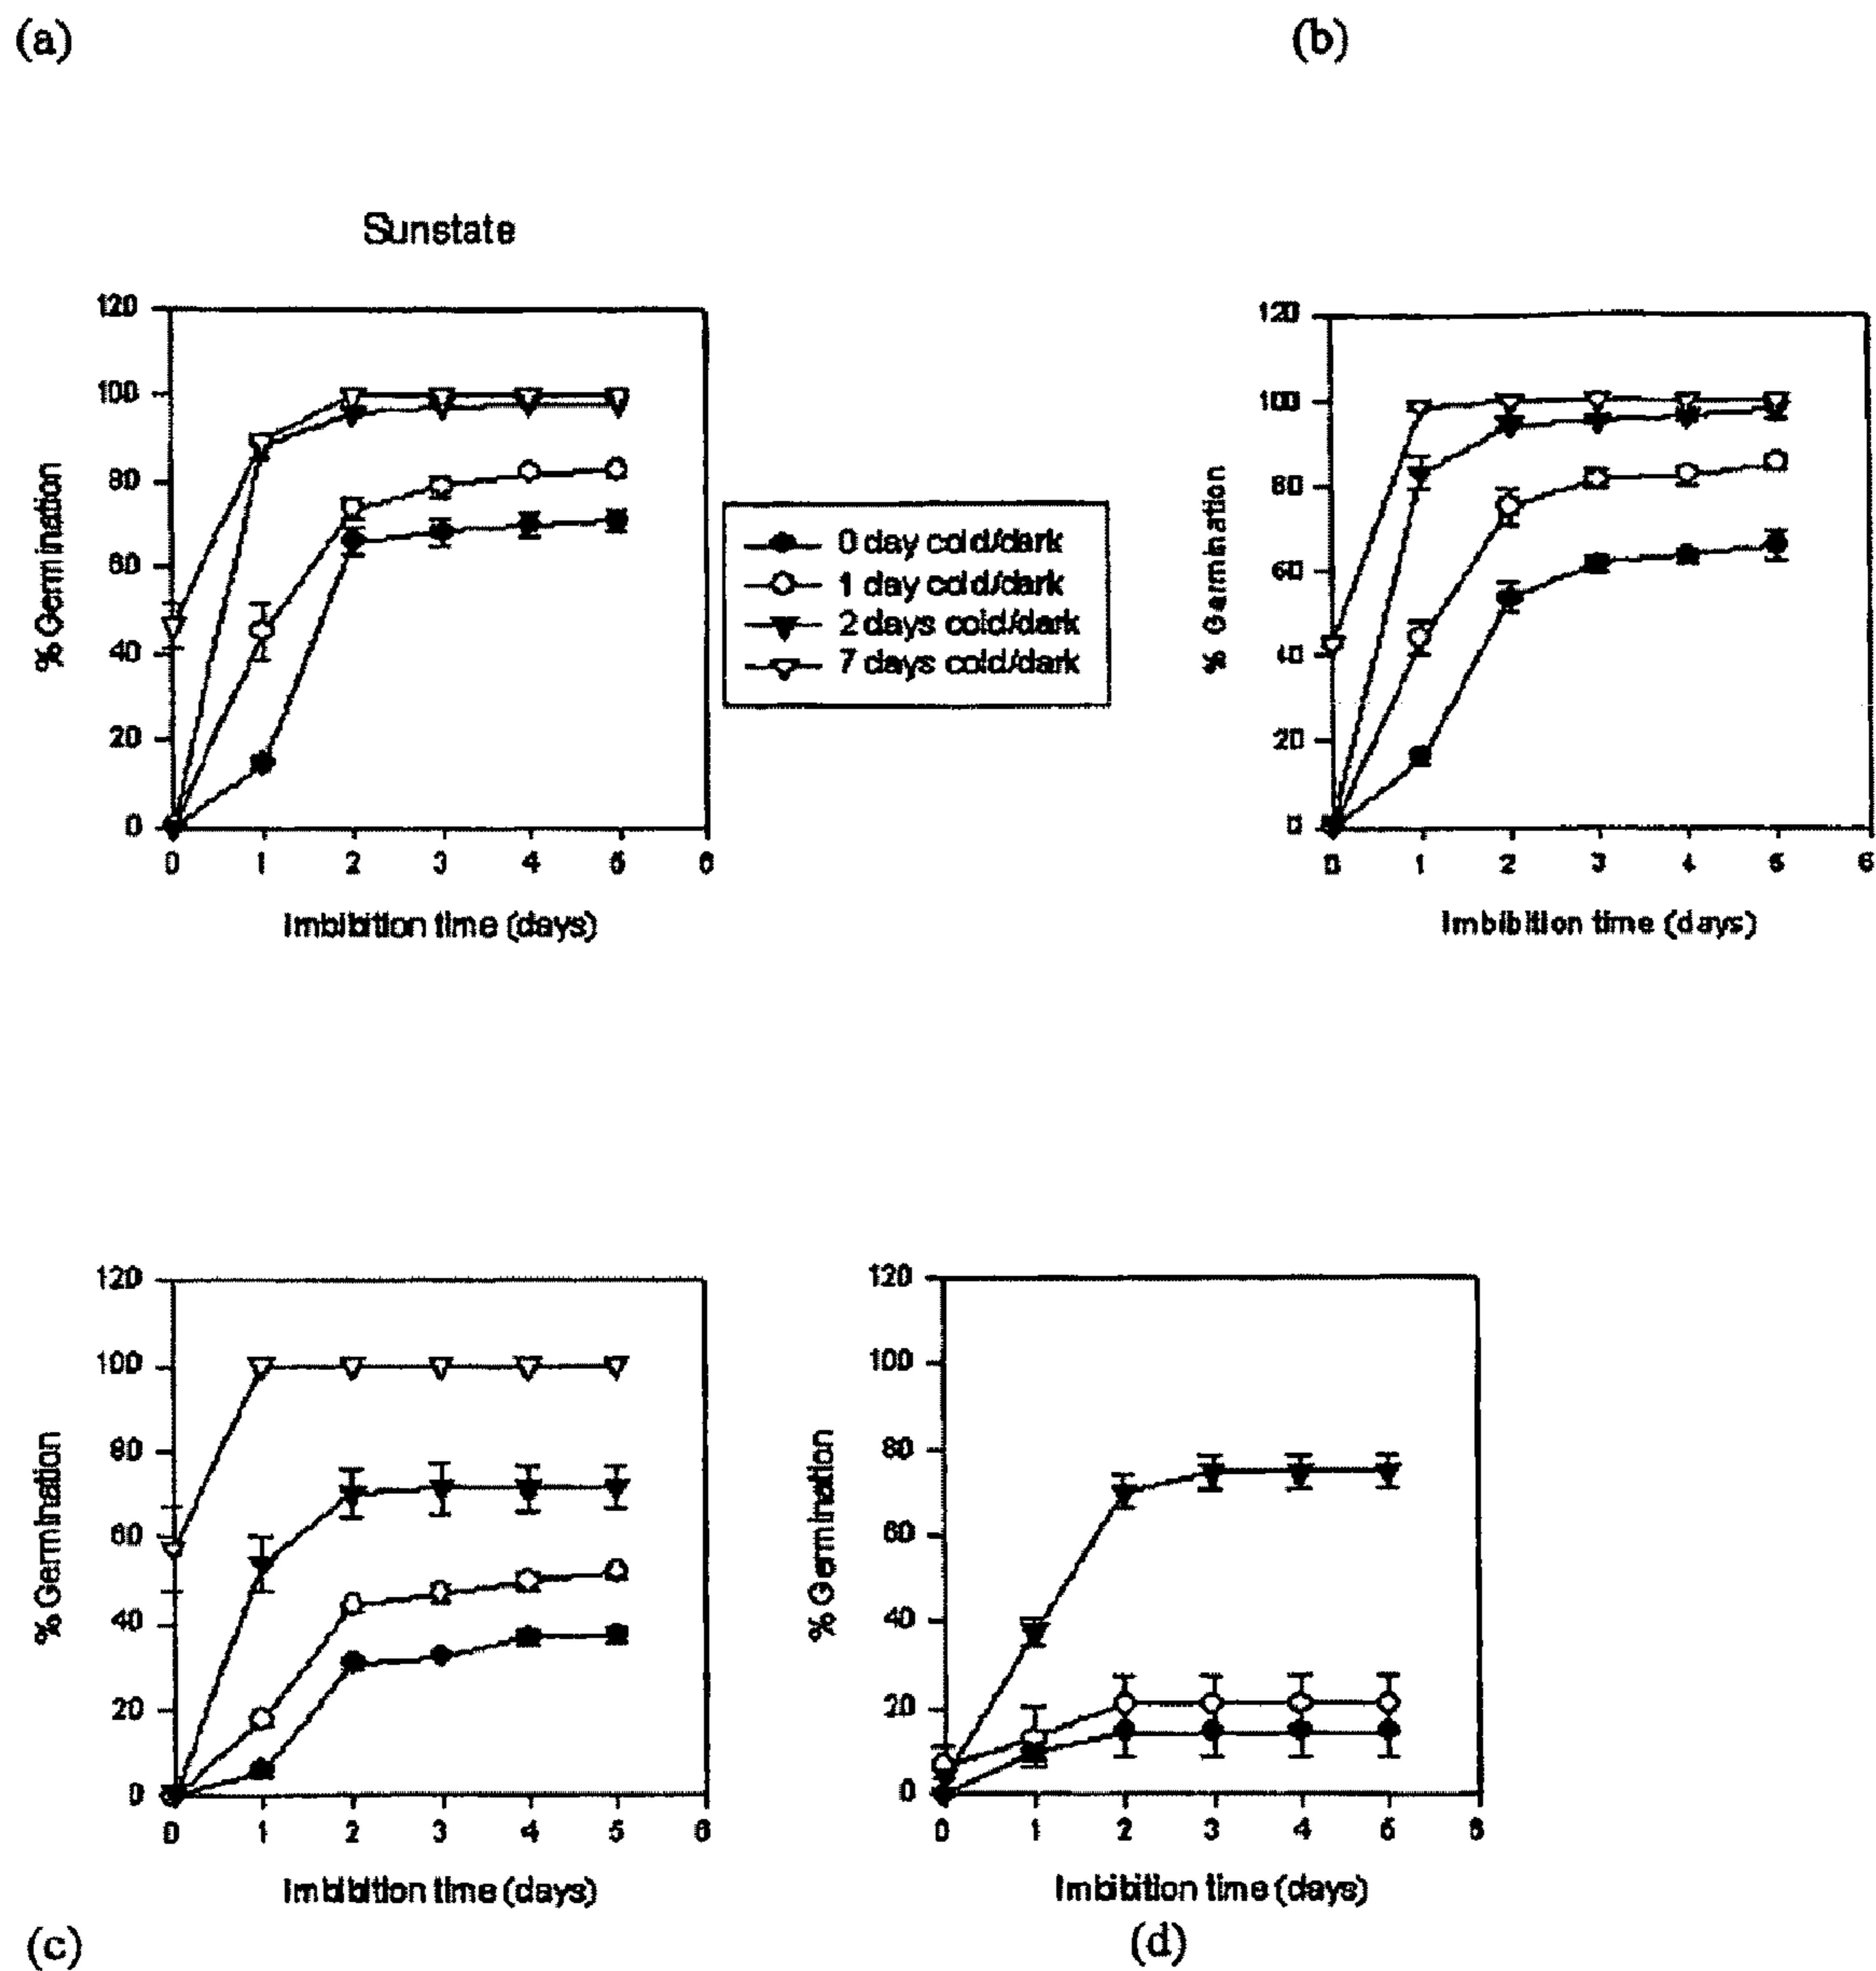 (a)
(b)
Sunstate
120
100
80
60
40
20
0
% Germination
0 1 2 3 4 5 6
Imbibition time (days)
0 day cold/dark
1 day cold/dark
2 days cold/dark
7 days cold/dark
120
100
80
60
40
20
0
% Germination
0 1 2 3 4 5 6
Imbibition time (days)
120
100
80
60
40
20
0
% Germination
0 1 2 3 4 5 6
Imbibition time (days)
120
100
80
60
40
20
0
% Germination
0 1 2 3 4 5 6
Imbibition time (days)
(c)
(d)